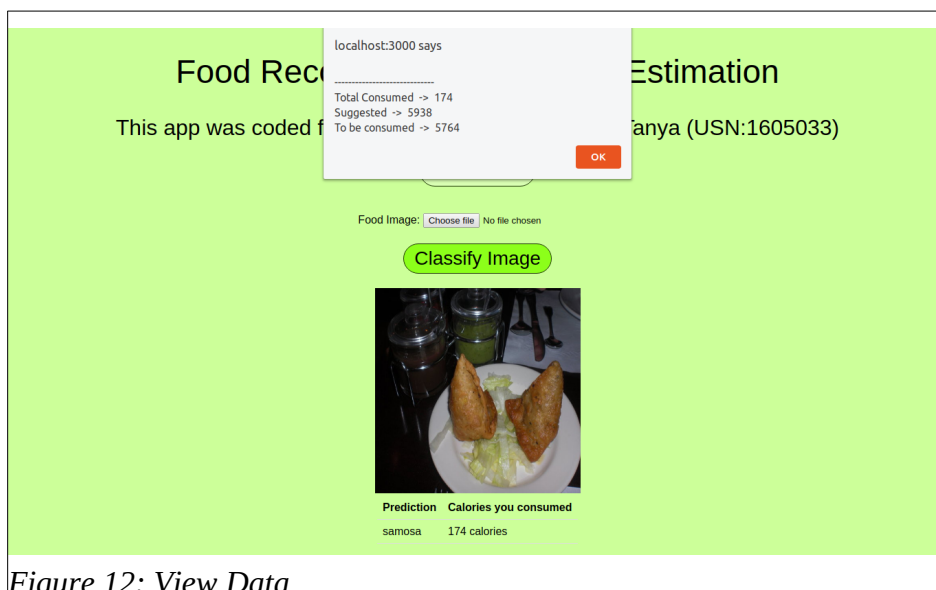 localhost:3000 says
-----------------------------
Total Consumed -> 174
Suggested -> 5938
To be consumed -> 5764
OK
Food Estimation
This app was coded Tanya (USN:1605033)
Food Image: Choose file No file chosen
Classify Image
Prediction Calories you consumed
samosa 174 calories
Figure 12: View Data